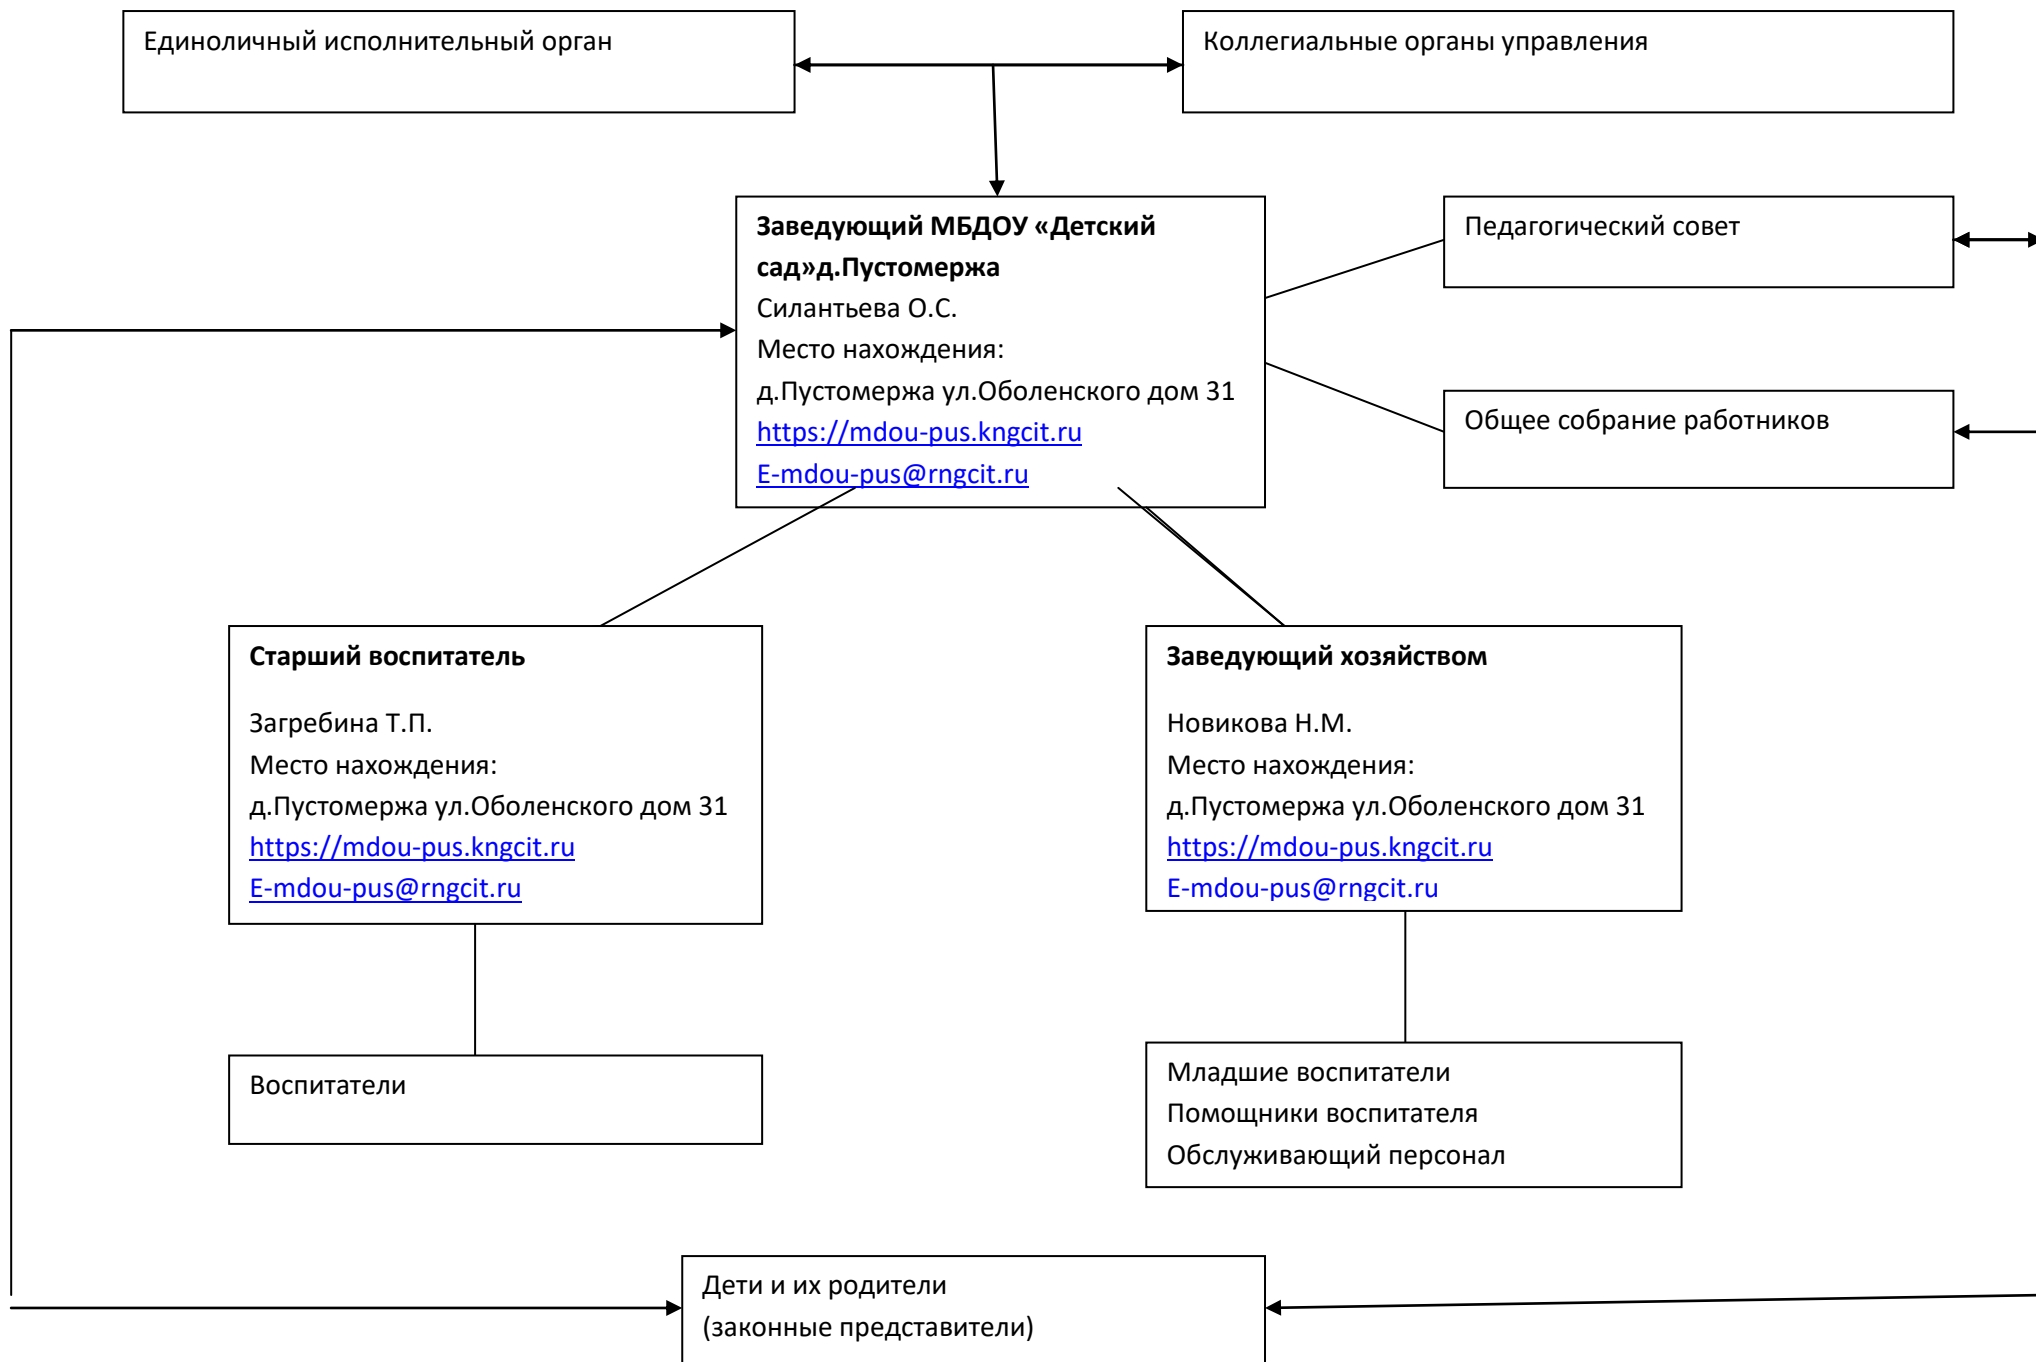 Единоличный исполнительный орган
Коллегиальные органы управления
Заведующий МБДОУ «Детский
сад»д.Пустомержа
Силантьева О.С.
Место нахождения:
д.Пустомержа ул.Оболенского дом 31
https://mdou-pus.kngcit.ru
E-mdou-pus@rngcit.ru
Педагогический совет
Общее собрание работников
Старший воспитатель
Загребина Т.П.
Место нахождения:
д.Пустомержа ул.Оболенского дом 31
https://mdou-pus.kngcit.ru
E-mdou-pus@rngcit.ru
Заведующий хозяйством
Новикова Н.М.
Место нахождения:
д.Пустомержа ул.Оболенского дом 31
https://mdou-pus.kngcit.ru
E-mdou-pus@rngcit.ru
Воспитатели
Младшие воспитатели
Помощники воспитателя
Обслуживающий персонал
Дети и их родители
(законные представители)